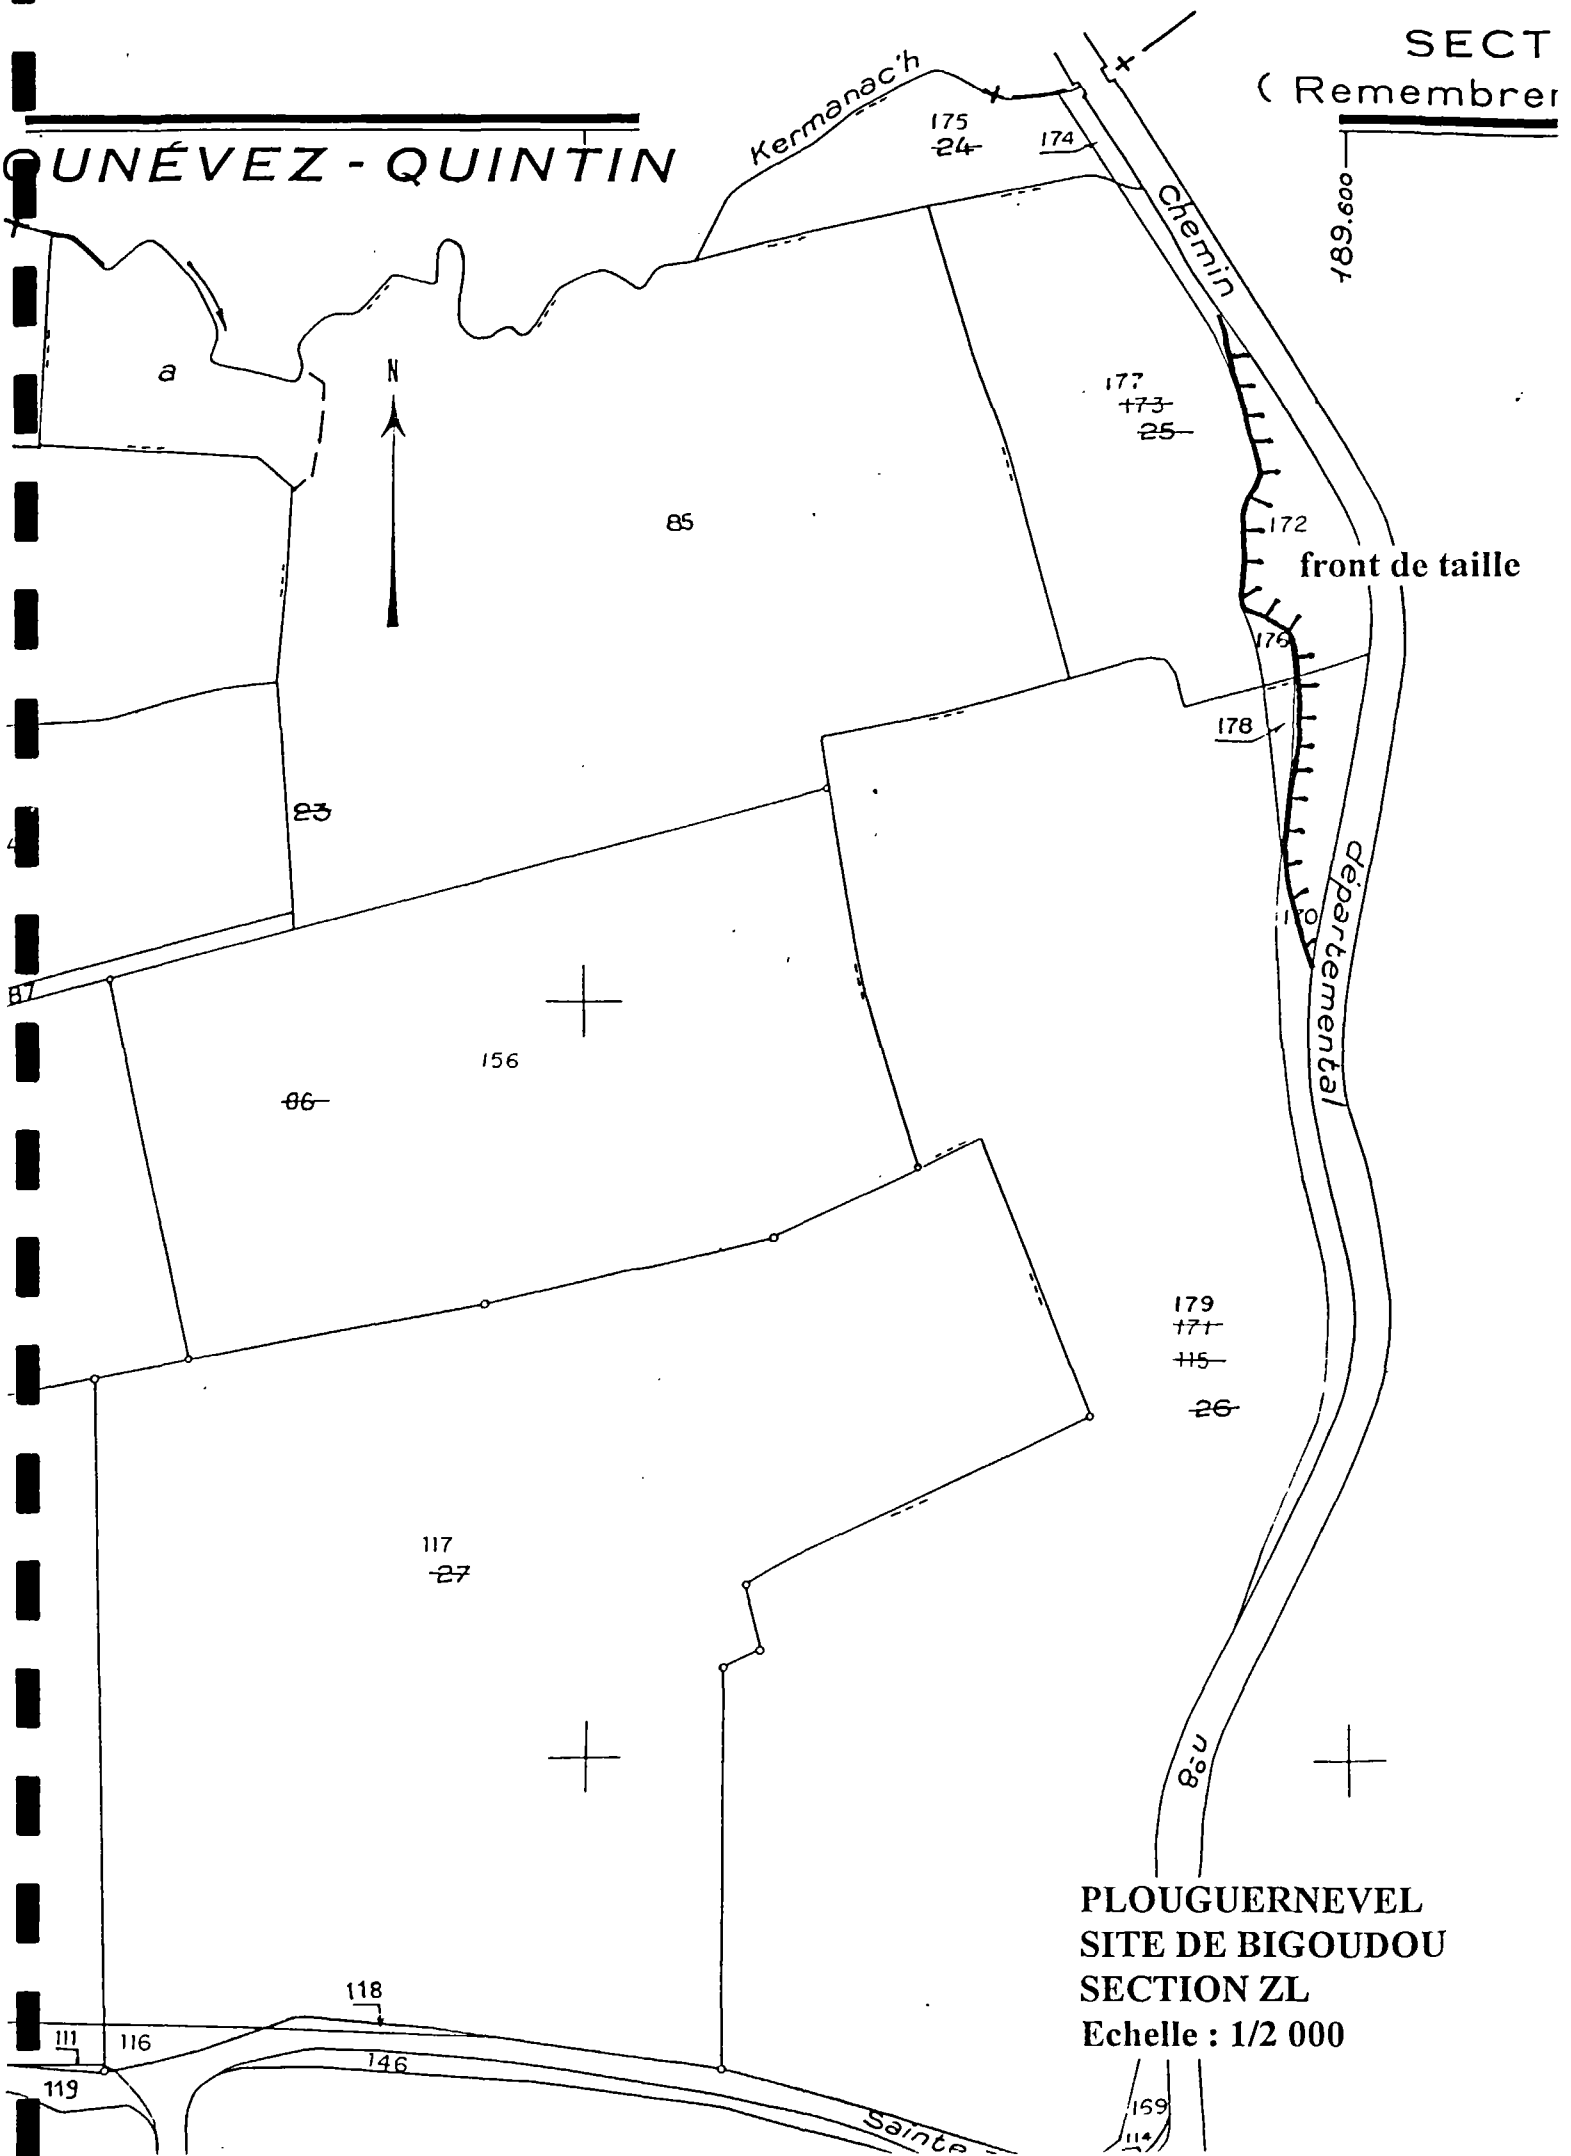 SECT
( Remembrer
OUNÉVEZ - QUINTIN
Kermanac'h
175
24
174
Chemin
189.600
a
N
177
173
25
85
172
front de taille
176
178
23
départemental
170
87
156
86
179
171
115
26
117
27
n°8
PLOUGUERNEVEL
SITE DE BIGOUDOU
SECTION ZL
Echelle : 1/2 000
118
111
116
146
119
Sainte
169
114